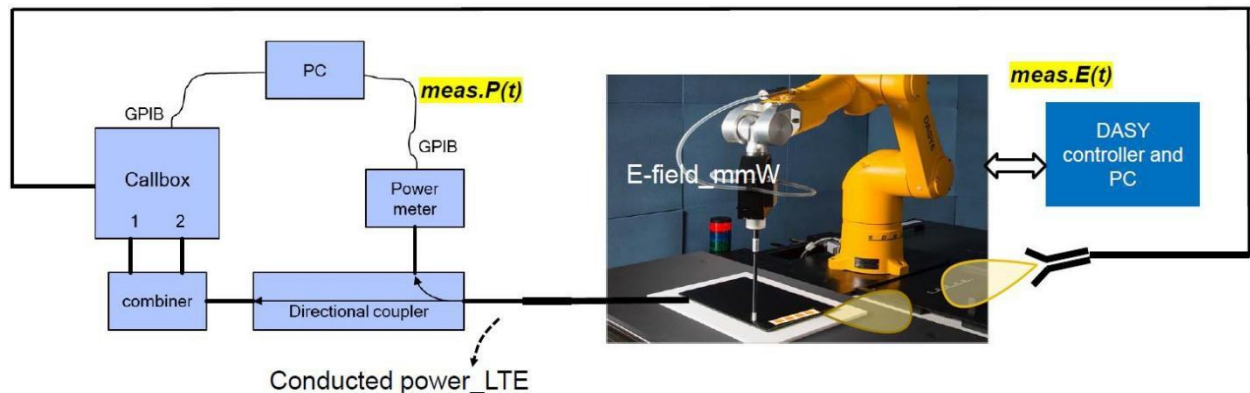 PC
meas.P(t)
meas.E(t)
GPIB
GPIB
Callbox
1 2
Power
meter
E-field_mmW
DASY
controller and
PC
combiner
Directional coupler
Conducted power_LTE